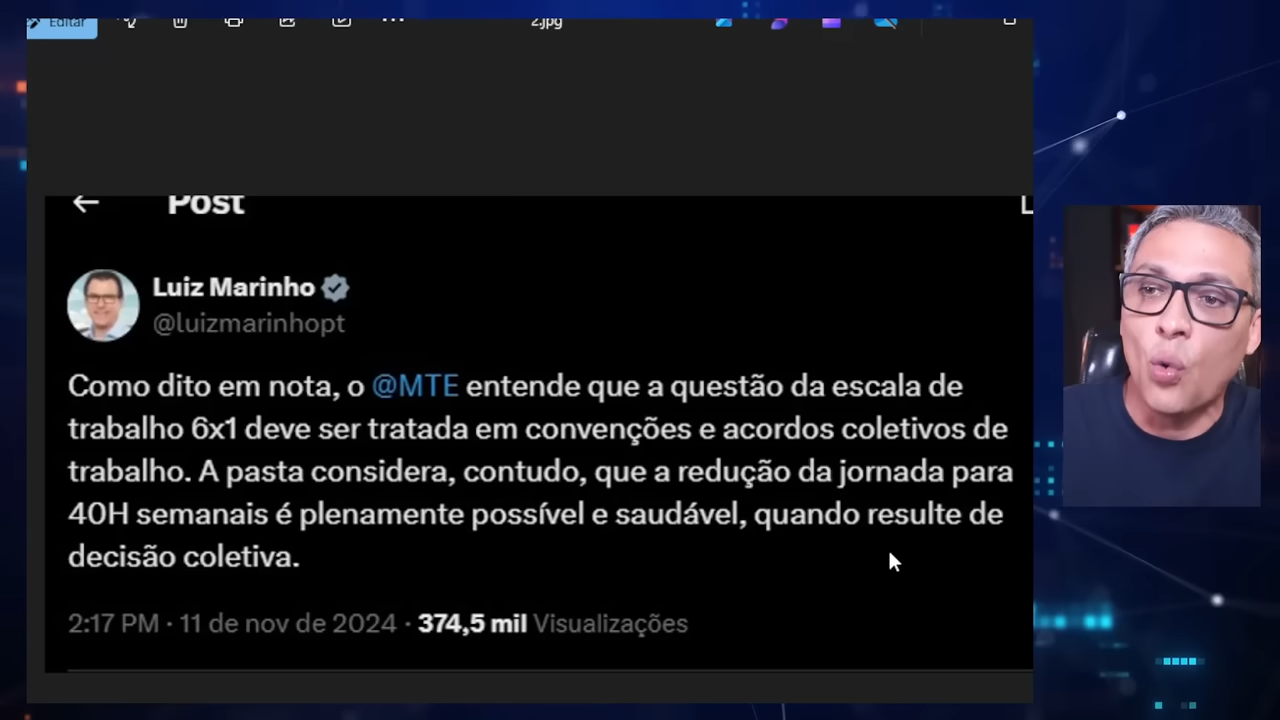 Editar
2.jpg
Post
Luiz Marinho
@luizmarinhopt
Como dito em nota, o @MTE entende que a questão da escala de
trabalho 6x1 deve ser tratada em convenções e acordos coletivos de
trabalho. A pasta considera, contudo, que a redução da jornada para
40H semanais é plenamente possível e saudável, quando resulte de
decisão coletiva.
2:17 PM · 11 de nov de 2024 · 374,5 mil Visualizações